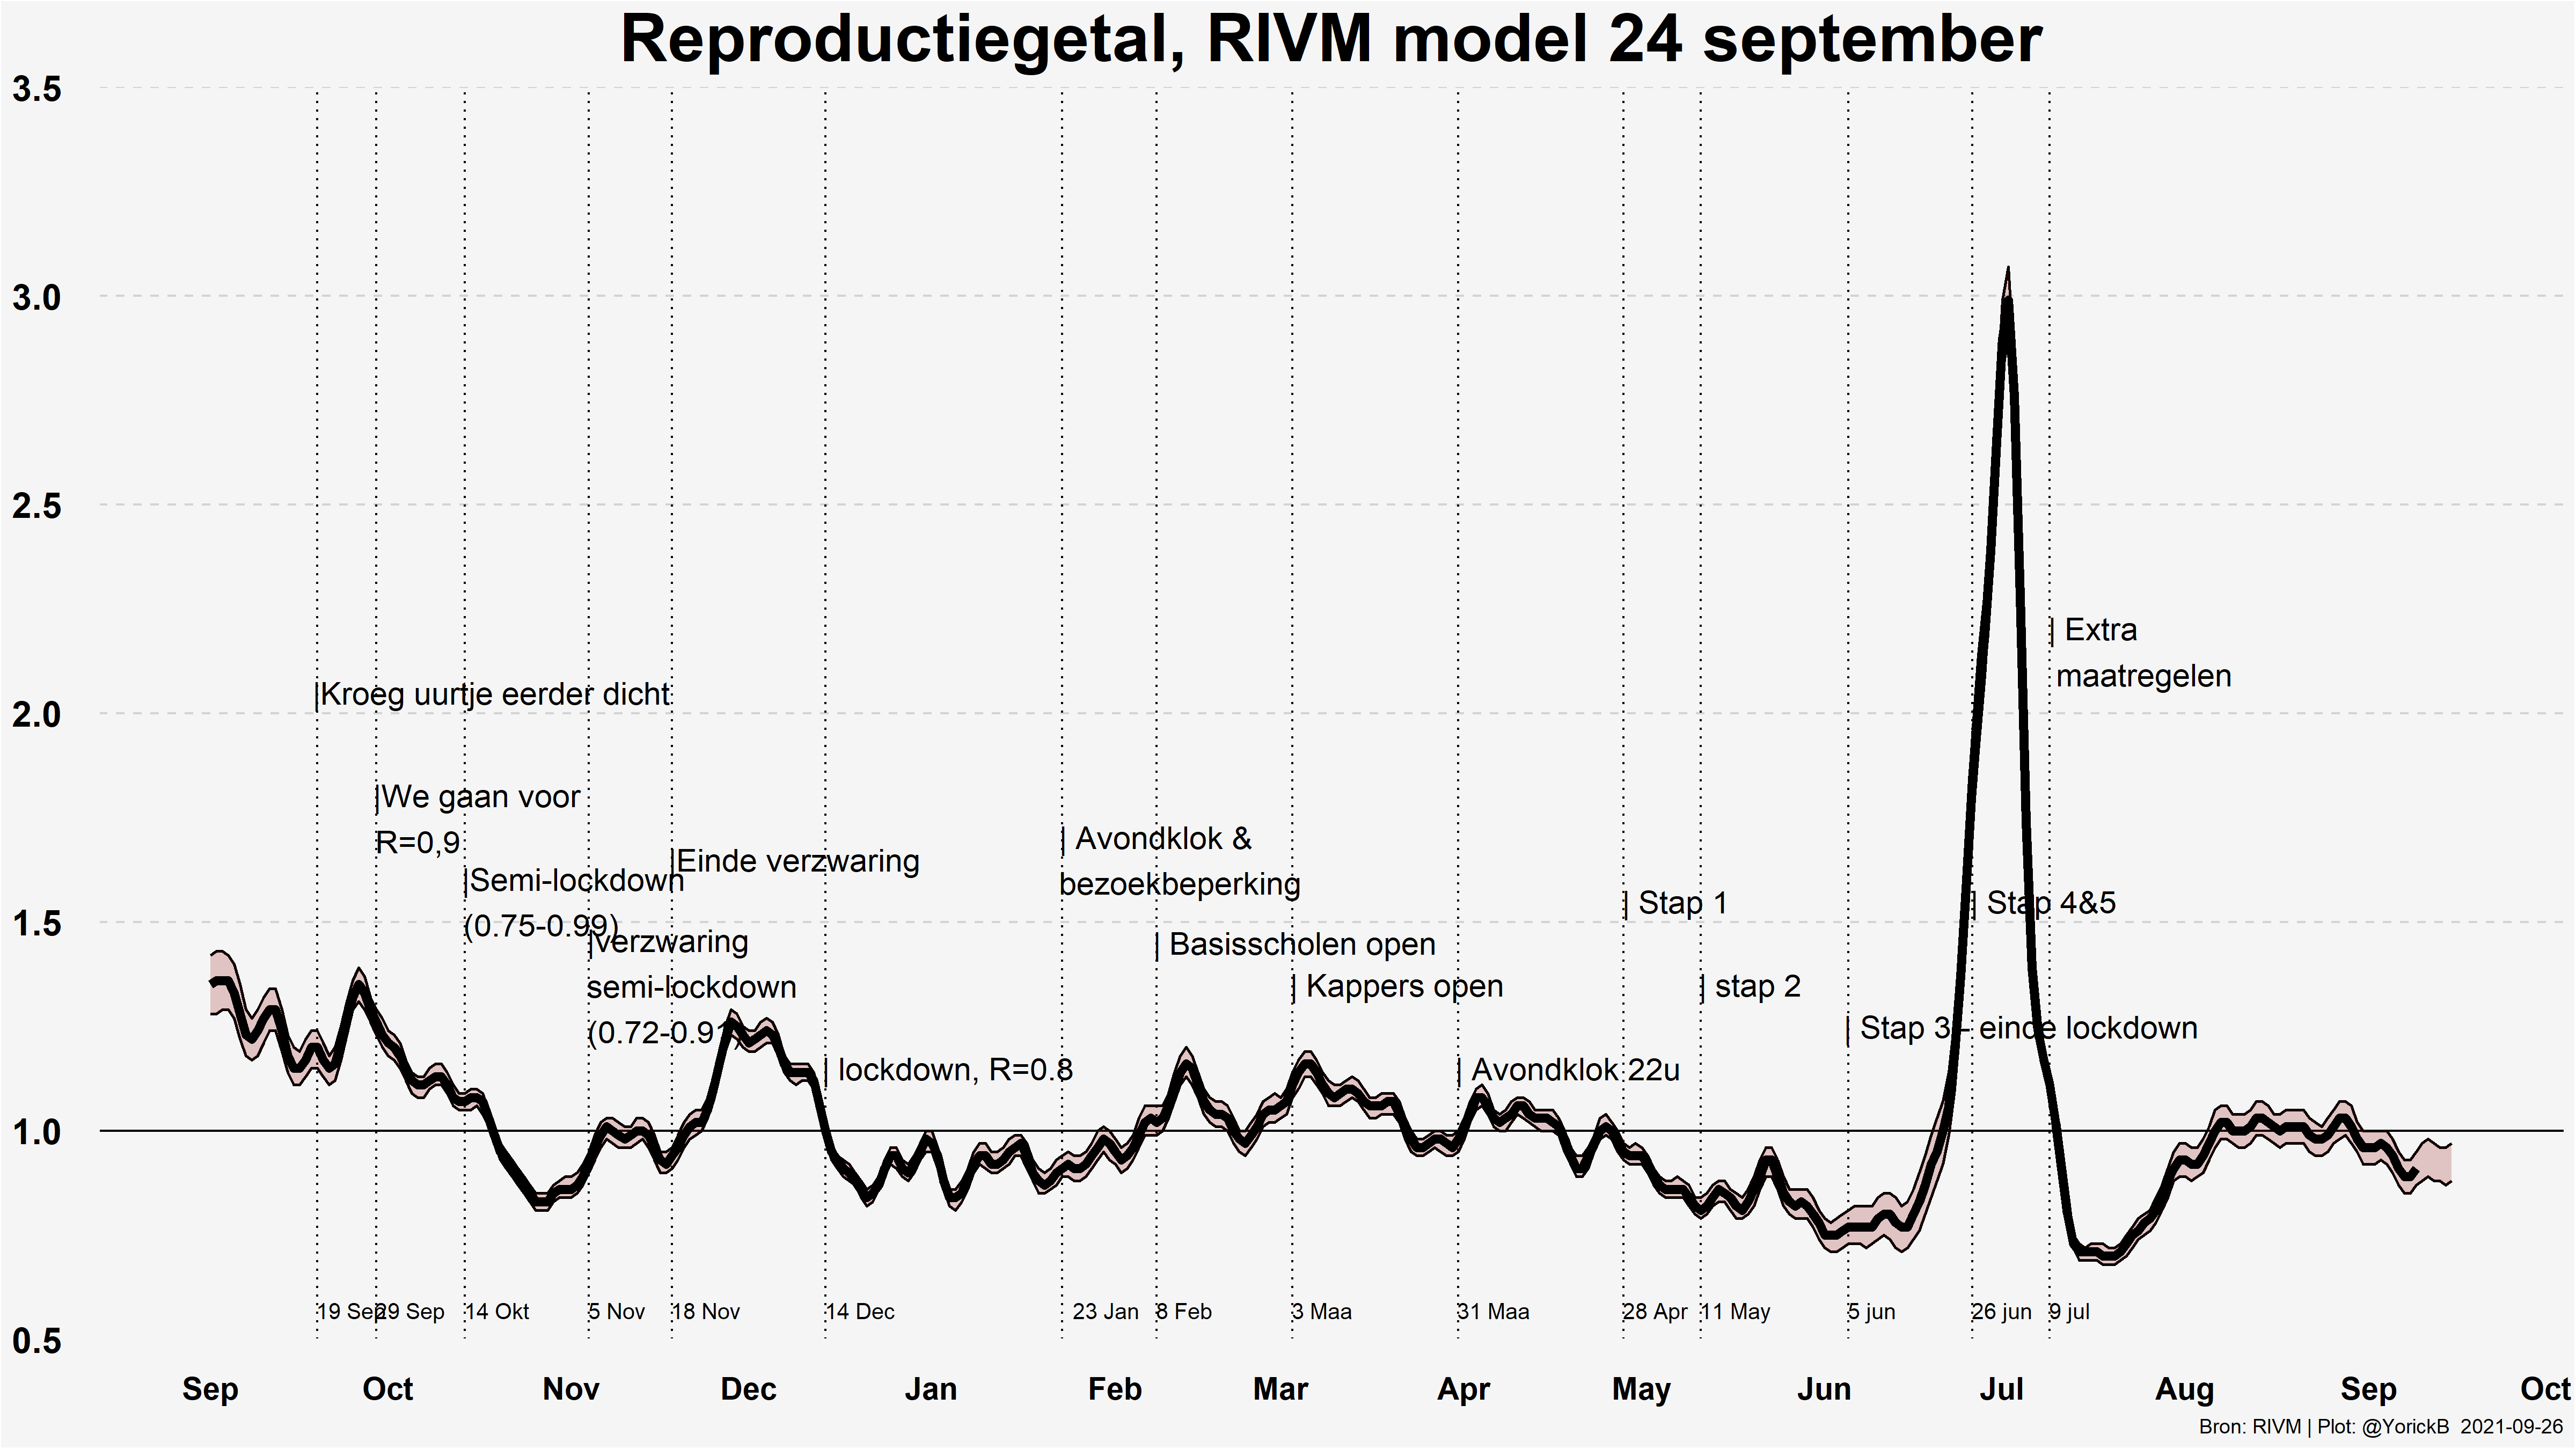 Reproductiegetal, RIVM model 24 september
3.5
3.0
2.5
2.0
1.5
1.0
0.5
|Kroeg uurtje eerder dicht
|We gaan voor
R=0,9
|Semi-lockdown
(0.75-0.99)
|verzwaring
semi-lockdown
(0.72-0.91)
|Einde verzwaring
| lockdown, R=0.8
| Avondklok &
bezoekbeperking
| Basisscholen open
| Kappers open
| Avondklok 22u
| Stap 1
| stap 2
| Stap 3 - einde lockdown
| Stap 4&5
| Extra
maatregelen
19 Sep
29 Sep
14 Okt
5 Nov
18 Nov
14 Dec
23 Jan
8 Feb
3 Maa
31 Maa
28 Apr
11 May
5 jun
26 jun
9 jul
Sep Oct Nov Dec Jan Feb Mar Apr May Jun Jul Aug Sep Oct
Bron: RIVM | Plot: @YorickB 2021-09-26